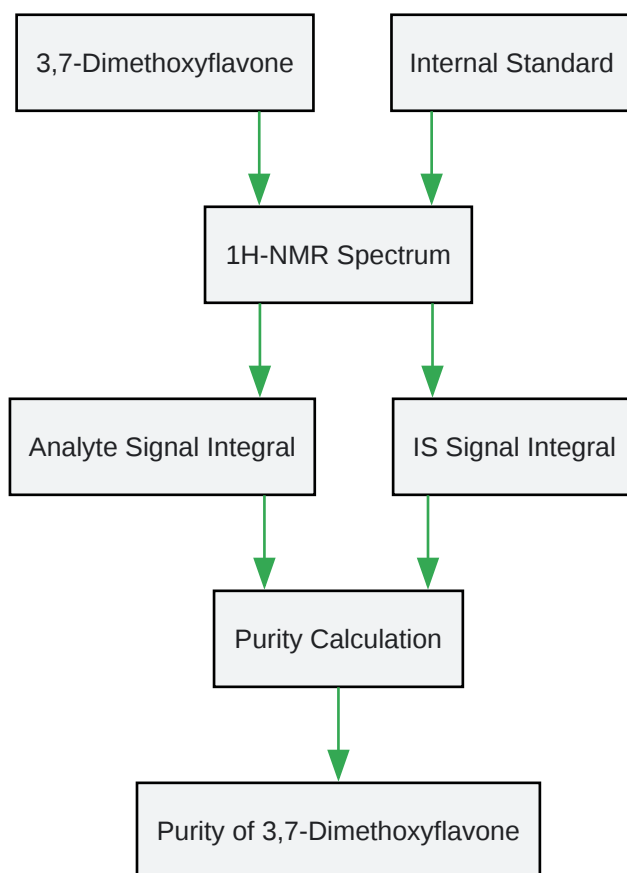 3,7-Dimethoxyflavone
Internal Standard
1H-NMR Spectrum
Analyte Signal Integral
IS Signal Integral
Purity Calculation
Purity of 3,7-Dimethoxyflavone